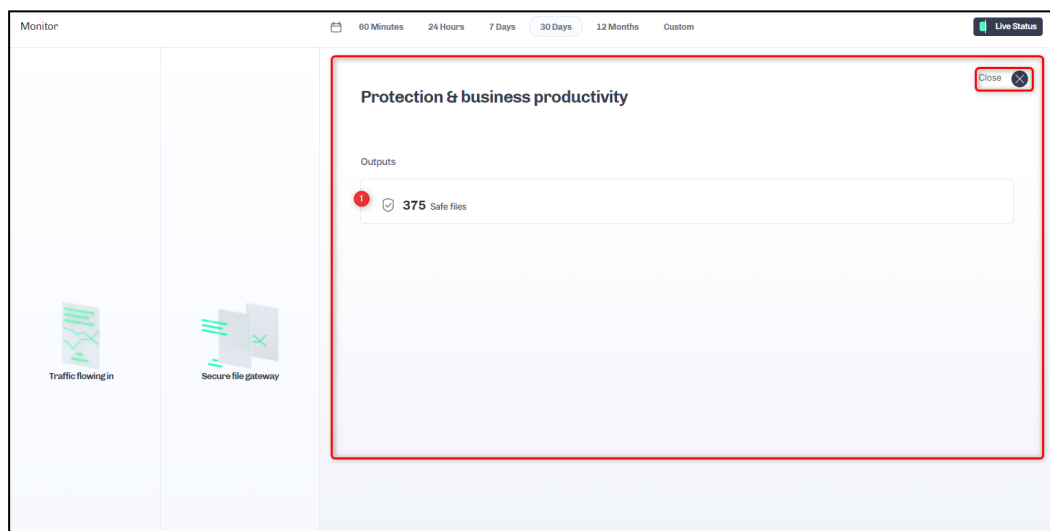 Monitor
60 Minutes 24 Hours 7 Days 30 Days 12 Months Custom
Live Status
Close
Protection & business productivity
Outputs
1
375 Safe files
Traffic flowing in
Secure file gateway